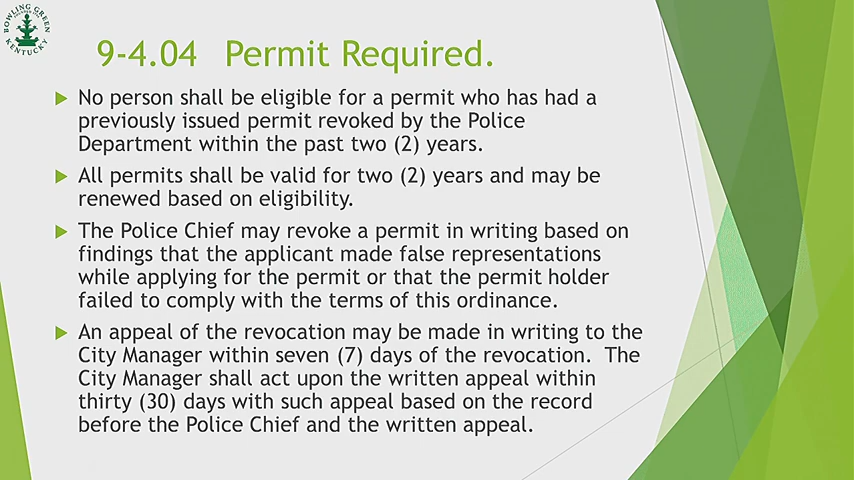 BOWLING GREEN
KENTUCKY
9-4.04 Permit Required.
No person shall be eligible for a permit who has had a
previously issued permit revoked by the Police
Department within the past two (2) years.
All permits shall be valid for two (2) years and may be
renewed based on eligibility.
The Police Chief may revoke a permit in writing based on
findings that the applicant made false representations
while applying for the permit or that the permit holder
failed to comply with the terms of this ordinance.
An appeal of the revocation may be made in writing to the
City Manager within seven (7) days of the revocation. The
City Manager shall act upon the written appeal within
thirty (30) days with such appeal based on the record
before the Police Chief and the written appeal.